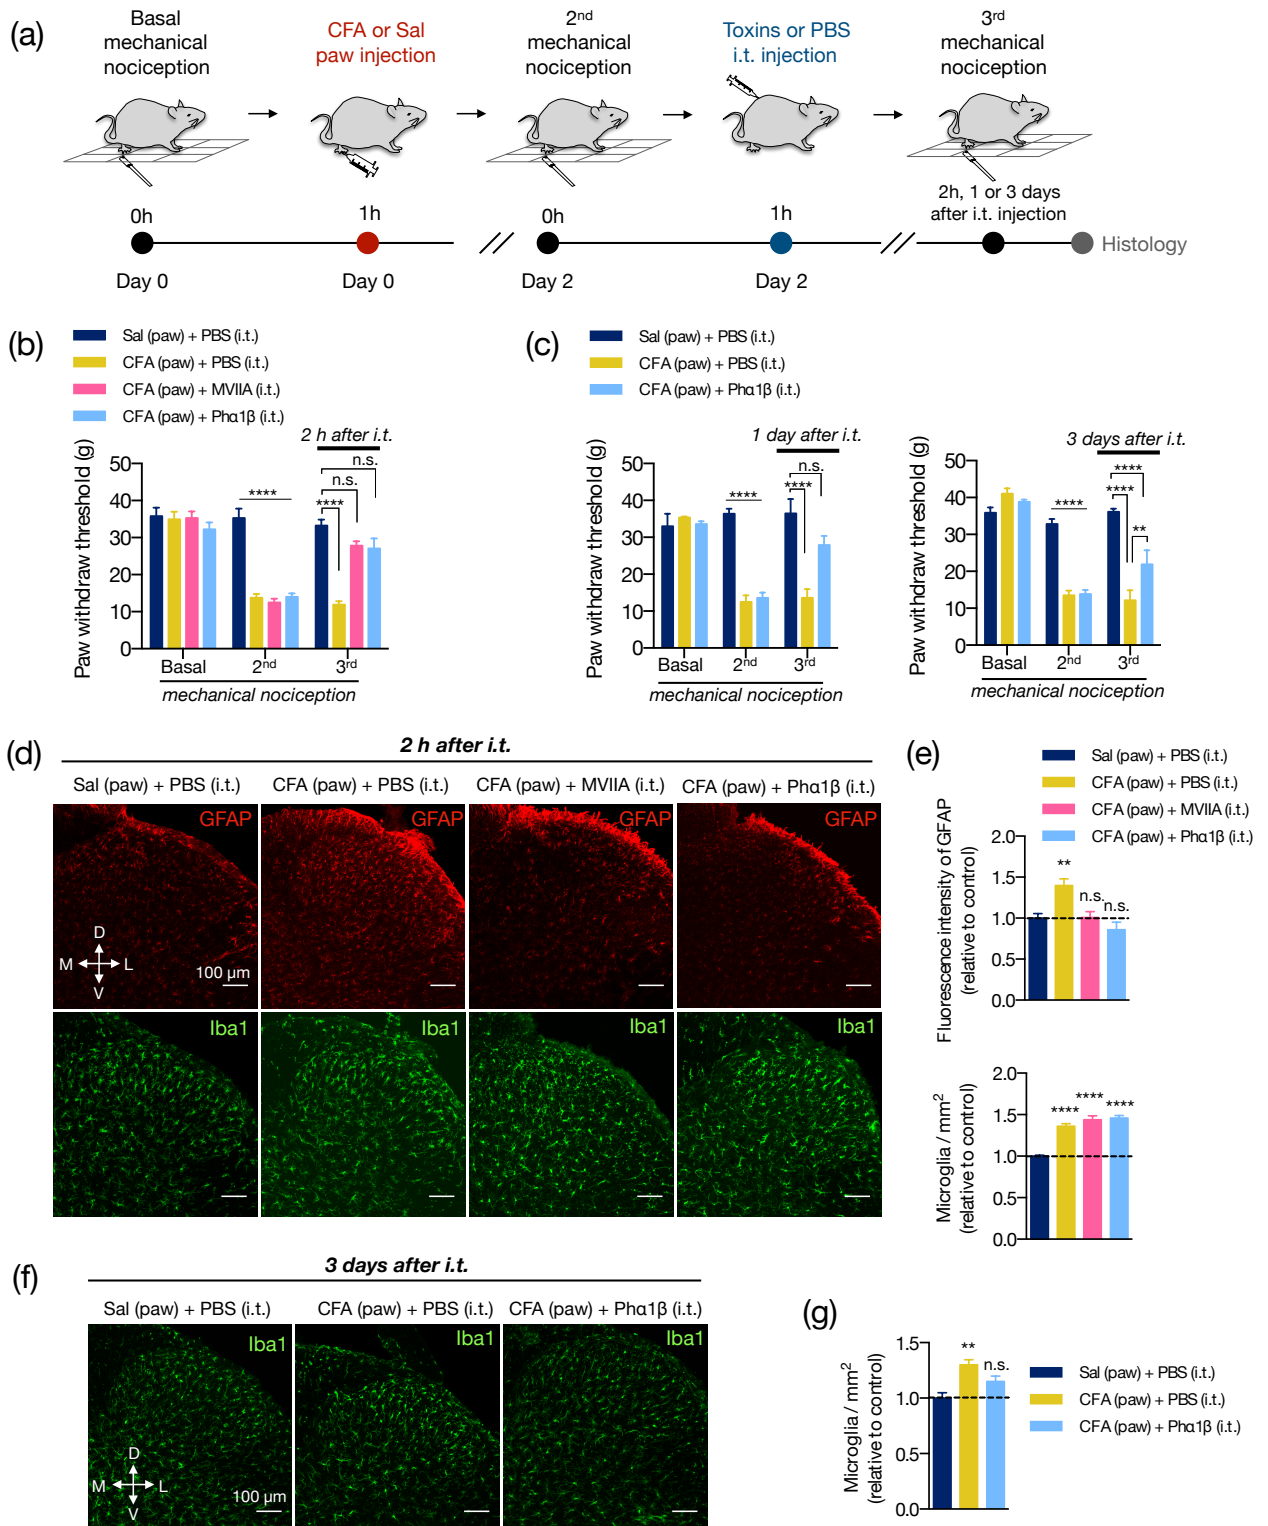 (a)
Basal
mechanical
nociception
CFA or Sal
paw injection
2nd
mechanical
nociception
Toxins or PBS
i.t. injection
3rd
mechanical
nociception
0h
1h
0h
1h
2h, 1 or 3 days
after i.t. injection
Histology
Day 0
Day 0
Day 2
Day 2
(b)
Sal (paw) + PBS (i.t.)
CFA (paw) + PBS (i.t.)
CFA (paw) + MVIIA (i.t.)
CFA (paw) + Phα1β (i.t.)
2 h after i.t.
Paw withdraw threshold (g)
50
40
30
20
10
0
****
n.s.
n.s.
****
Basal
2nd
3rd
mechanical nociception
(c)
Sal (paw) + PBS (i.t.)
CFA (paw) + PBS (i.t.)
CFA (paw) + Phα1β (i.t.)
1 day after i.t.
Paw withdraw threshold (g)
50
40
30
20
10
0
****
n.s.
****
Basal
2nd
3rd
mechanical nociception
3 days after i.t.
Paw withdraw threshold (g)
50
40
30
20
10
0
****
****
****
**
Basal
2nd
3rd
mechanical nociception
(d)
2 h after i.t.
Sal (paw) + PBS (i.t.)
CFA (paw) + PBS (i.t.)
CFA (paw) + MVIIA (i.t.)
CFA (paw) + Phα1β (i.t.)
GFAP
GFAP
GFAP
GFAP
D
M
L
V
100 µm
Iba1
Iba1
Iba1
Iba1
(e)
Sal (paw) + PBS (i.t.)
CFA (paw) + PBS (i.t.)
CFA (paw) + MVIIA (i.t.)
CFA (paw) + Phα1β (i.t.)
Fluorescence intensity of GFAP
(relative to control)
2.0
1.5
1.0
0.5
0.0
**
n.s.
n.s.
Microglia / mm2
(relative to control)
2.0
1.5
1.0
0.5
0.0
****
****
****
(f)
3 days after i.t.
Sal (paw) + PBS (i.t.)
CFA (paw) + PBS (i.t.)
CFA (paw) + Phα1β (i.t.)
Iba1
Iba1
Iba1
D
M
L
V
100 µm
(g)
Microglia / mm2
(relative to control)
1.5
1.0
0.5
0.0
**
n.s.
Sal (paw) + PBS (i.t.)
CFA (paw) + PBS (i.t.)
CFA (paw) + Phα1β (i.t.)